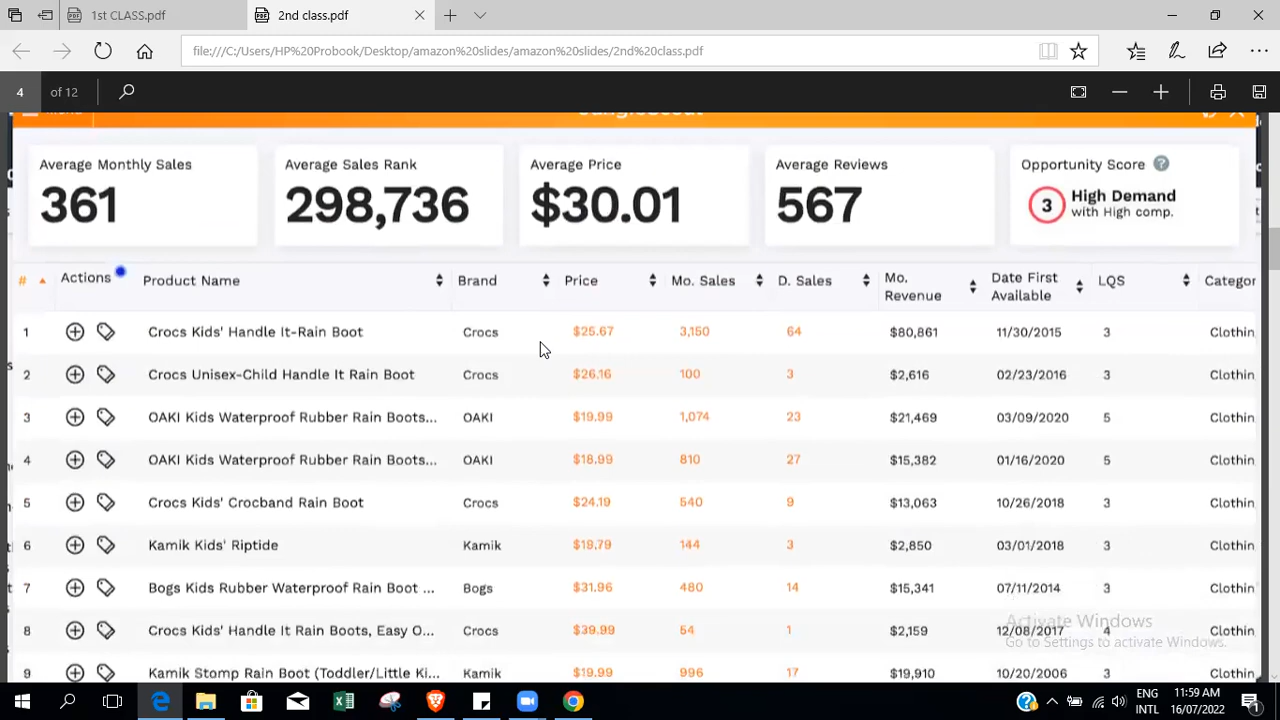 1st CLASS.pdf
2nd class.pdf
file:///C:/Users/HP%20Probook/Desktop/amazon%20slides/amazon%20slides/2nd%20class.pdf
4 of 12
Average Monthly Sales
361
Average Sales Rank
298,736
Average Price
$30.01
Average Reviews
567
Opportunity Score ?
3 High Demand
with High comp.
# Actions Product Name Brand Price Mo. Sales D. Sales Mo. Revenue Date First Available LQS Categor
1 Crocs Kids' Handle It-Rain Boot Crocs $25.67 3,150 64 $80,861 11/30/2015 3 Clothin
2 Crocs Unisex-Child Handle It Rain Boot Crocs $26.16 100 3 $2,616 02/23/2016 3 Clothin
3 OAKI Kids Waterproof Rubber Rain Boots... OAKI $19.99 1,074 23 $21,469 03/09/2020 5 Clothin
4 OAKI Kids Waterproof Rubber Rain Boots... OAKI $18.99 810 27 $15,382 01/16/2020 5 Clothin
5 Crocs Kids' Crocband Rain Boot Crocs $24.19 540 9 $13,063 10/26/2018 3 Clothin
6 Kamik Kids' Riptide Kamik $19.79 144 3 $2,850 03/01/2018 3 Clothin
7 Bogs Kids Rubber Waterproof Rain Boot ... Bogs $31.96 480 14 $15,341 07/11/2014 3 Clothin
8 Crocs Kids' Handle It Rain Boots, Easy O... Crocs $39.99 54 1 $2,159 12/08/2017 4 Clothin
9 Kamik Stomp Rain Boot (Toddler/Little Ki... Kamik $19.99 996 17 $19,910 10/20/2006 3 Clothin
Activate Windows
Go to Settings to activate Windows.
ENG
INTL
11:59 AM
16/07/2022
1